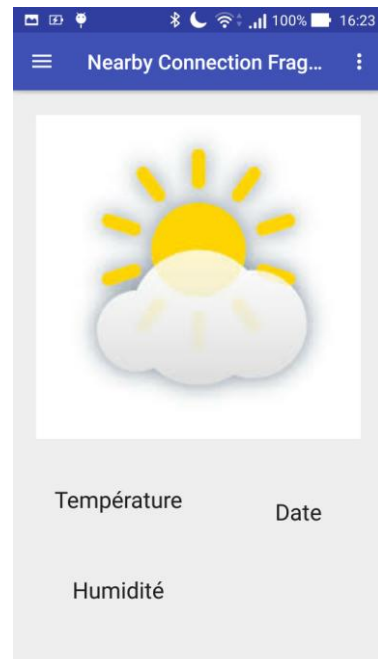 100% 16:23
Nearby Connection Frag...
Température
Date
Humidité